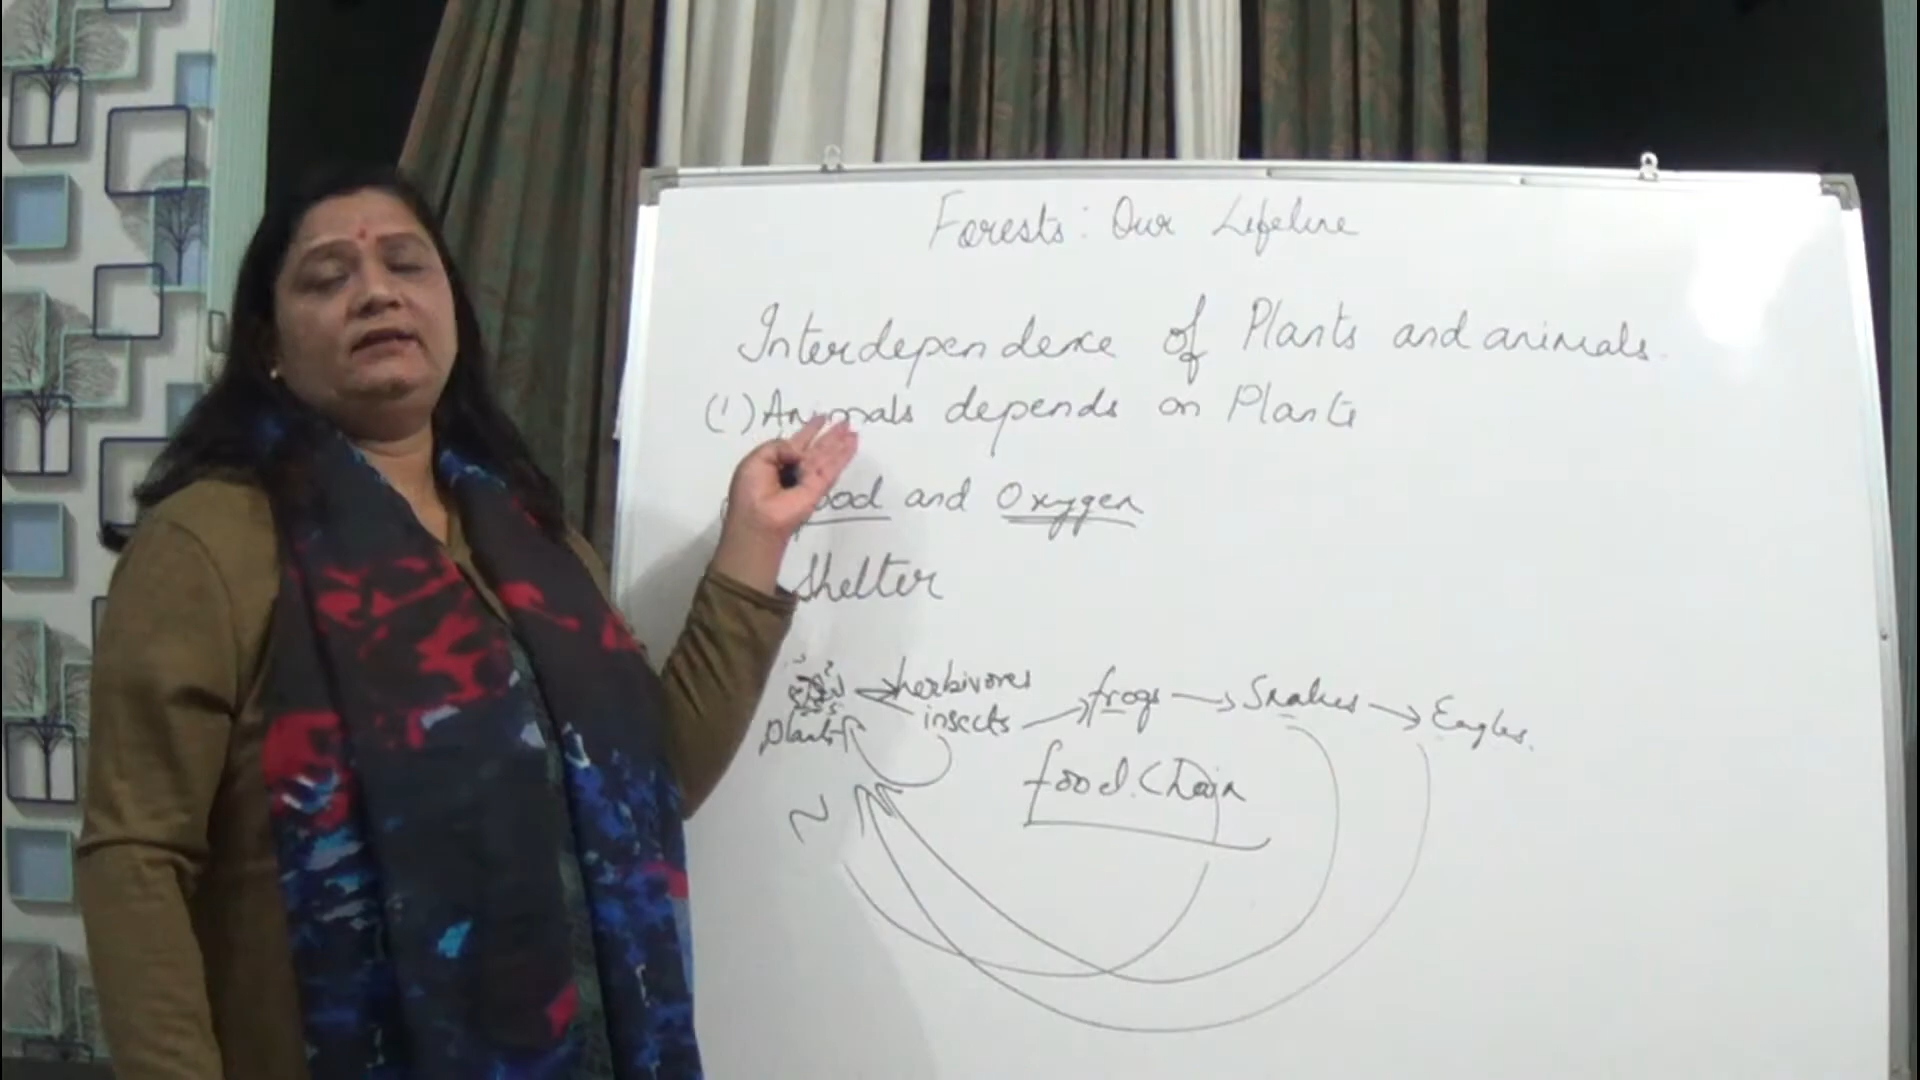 Forests: Our Lifeline
Interdependence of Plants and animals.
(1) Animals depends on Plants
Food and Oxygen
Shelter
herbivores
plants insects → frogs → Snakes → Eagles.
food chain
N